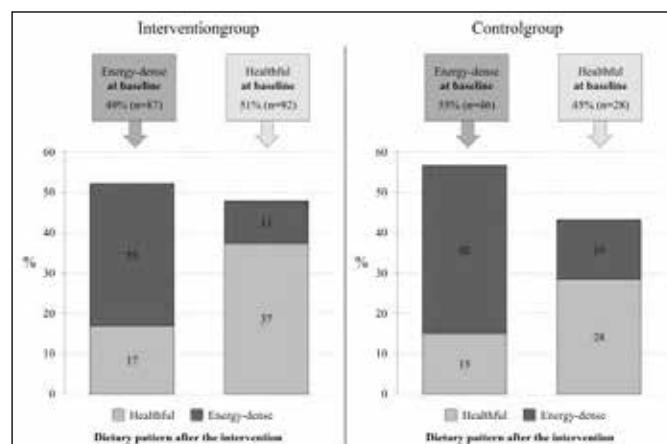 Interventiongroup
Energy-dense
at baseline
(n=87)
Healthful
at baseline
51% (n=92)
60
50
40
30
20
10
0
%
11
37
17
Healthful
Energy-dense
Dietary pattern after the intervention
Controlgroup
Energy-dense
at baseline
Healthful
at baseline
60
50
40
30
20
10
0
%
15
28
Healthful
Energy-dense
Dietary pattern after the intervention